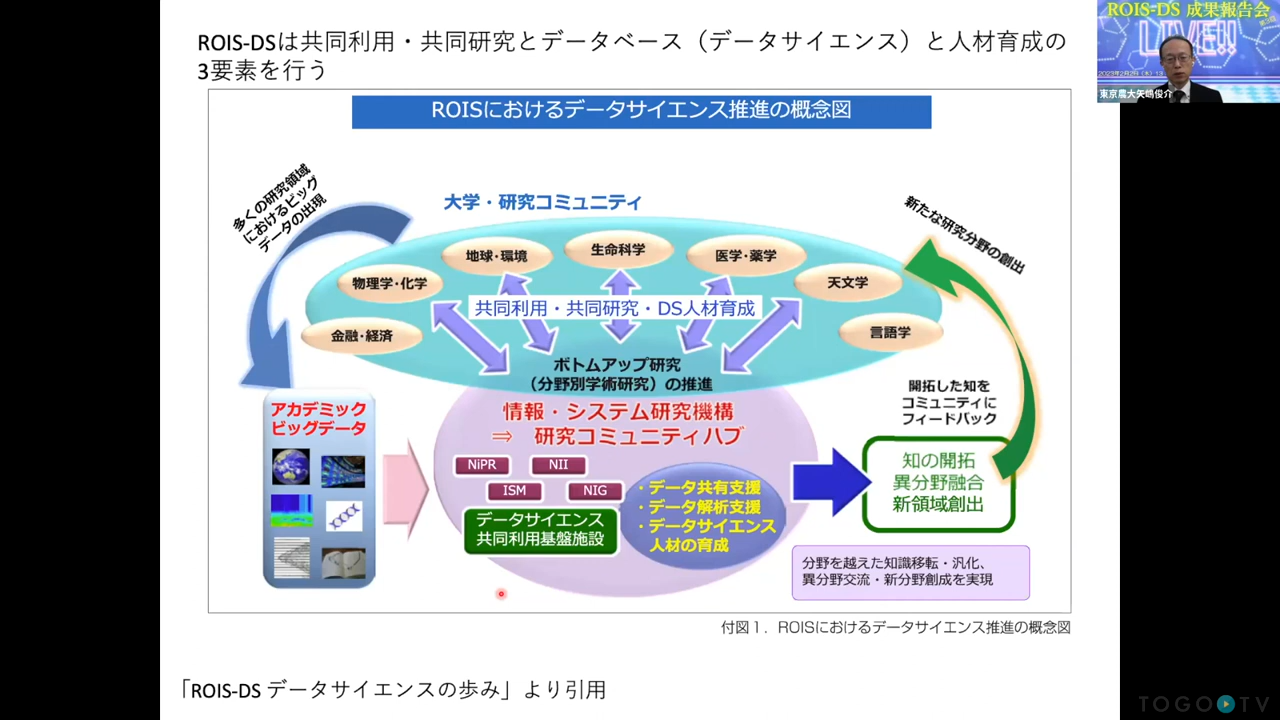 ROIS-DSは共同利用・共同研究とデータベース（データサイエンス）と人材育成の
3要素を行う
ROIS-DS 成果報告会
LIVE!!
東京農大矢嶋俊介
ROISにおけるデータサイエンス推進の概念図
多くの研究領域
におけるビッグ
データの出現
大学・研究コミュニティ
新たな研究分野の創出
地球・環境
生命科学
医学・薬学
物理学・化学
天文学
共同利用・共同研究・DS人材育成
金融・経済
言語学
ボトムアップ研究
（分野別学術研究）の推進
開拓した知を
コミュニティに
フィードバック
アカデミック
ビッグデータ
情報・システム研究機構
⇒ 研究コミュニティハブ
NiPR
NII
ISM
NIG
データサイエンス
共同利用基盤施設
・データ共有支援
・データ解析支援
・データサイエンス
人材の育成
知の開拓
異分野融合
新領域創出
分野を越えた知識移転・汎化、
異分野交流・新分野創成を実現
付図１．ROISにおけるデータサイエンス推進の概念図
「ROIS-DS データサイエンスの歩み」より引用
TOGO TV